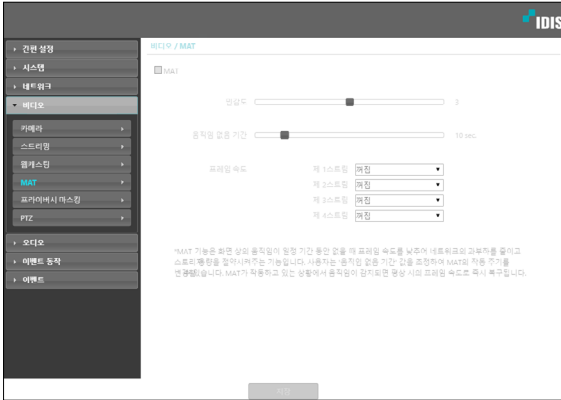 IDIS
비디오 / MAT
간편 설정
시스템
네트워크
비디오
카메라
스트리밍
웹캐스팅
MAT
프라이버시 마스킹
PTZ
오디오
이벤트 동작
이벤트
MAT
민감도 3
움직임 없음 기간 10 sec.
프레임 속도 제 1스트림 꺼짐
제 2스트림 꺼짐
제 3스트림 꺼짐
제 4스트림 꺼짐
*MAT 기능은 화면 상의 움직임이 일정 기간 동안 없을 때 프레임 속도를 낮추어 네트워크의 과부하를 줄이고
용량을 절약시켜주는 기능입니다. 사용자는 움직임 없음 기간 값을 조정하여 MAT의 작동 주기를
있습니다. MAT가 작동하고 있는 상황에서 움직임이 감지되면 평상 시의 프레임 속도로 즉시 복구됩니다.
저장